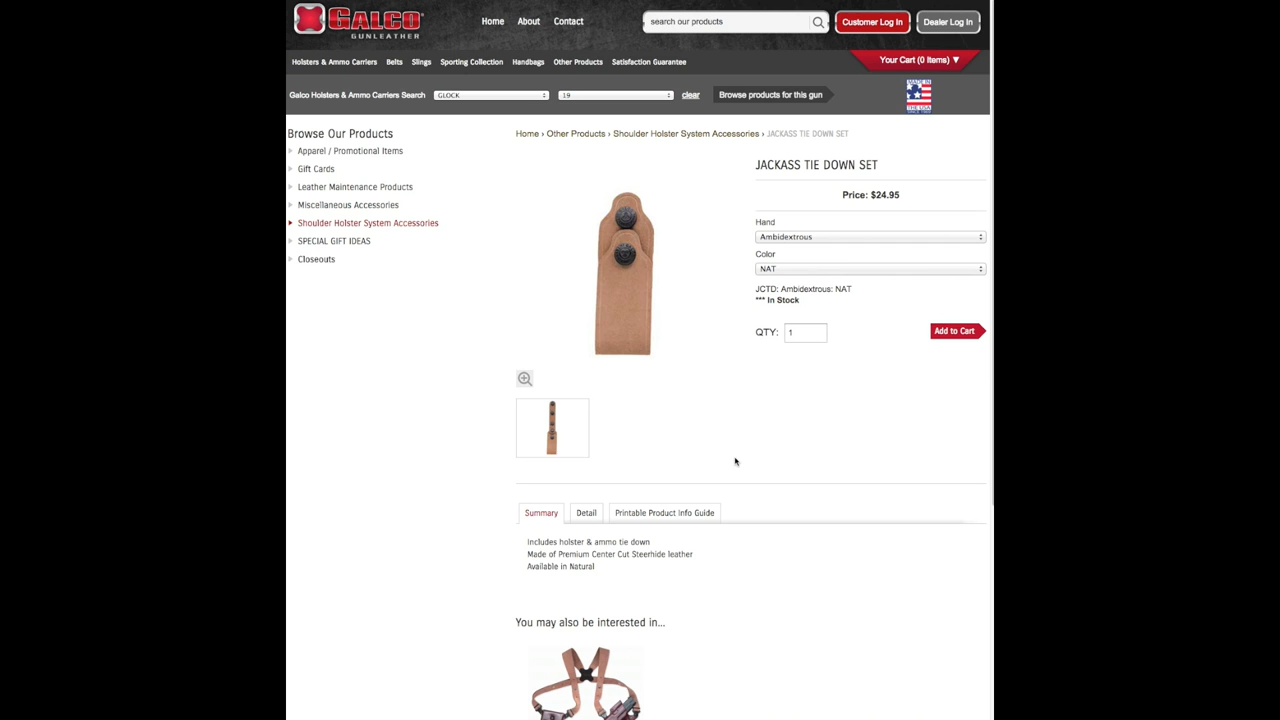 GALCO
GUNLEATHER
Home About Contact
search our products
Customer Log In
Dealer Log In
Holsters & Ammo Carriers Belts Slings Sporting Collection Handbags Other Products Satisfaction Guarantee
Your Cart (0 Items) ▼
Galco Holsters & Ammo Carriers Search GLOCK 19 clear Browse products for this gun
MADE IN
THE USA
Browse Our Products
Apparel / Promotional Items
Gift Cards
Leather Maintenance Products
Miscellaneous Accessories
Shoulder Holster System Accessories
SPECIAL GIFT IDEAS
Closeouts
Home › Other Products › Shoulder Holster System Accessories › JACKASS TIE DOWN SET
JACKASS TIE DOWN SET
Price: $24.95
Hand
Ambidextrous
Color
NAT
JCTD: Ambidextrous: NAT
*** In Stock
QTY: 1
Add to Cart
Summary Detail Printable Product Info Guide
Includes holster & ammo tie down
Made of Premium Center Cut Steerhide leather
Available in Natural
You may also be interested in...